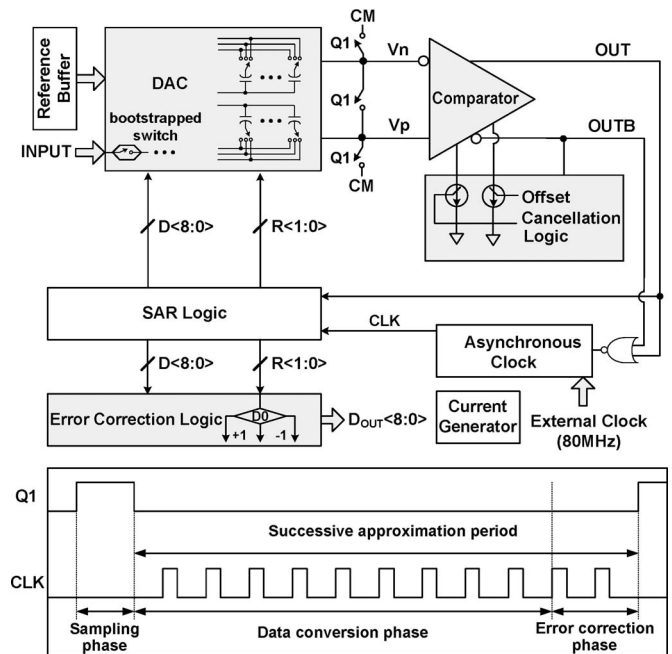 Reference
Buffer
DAC
bootstrapped
switch
INPUT
CM
Q1
Vn
Q1
Vp
Q1
CM
Comparator
OUT
OUTB
Offset
Cancellation
Logic
D<8:0>
R<1:0>
SAR Logic
CLK
Asynchronous
Clock
D<8:0>
R<1:0>
Error Correction Logic
D0
+1
-1
DOUT<8:0>
Current
Generator
External Clock
(80MHz)
Q1
Successive approximation period
CLK
Sampling
phase
Data conversion phase
Error correction
phase